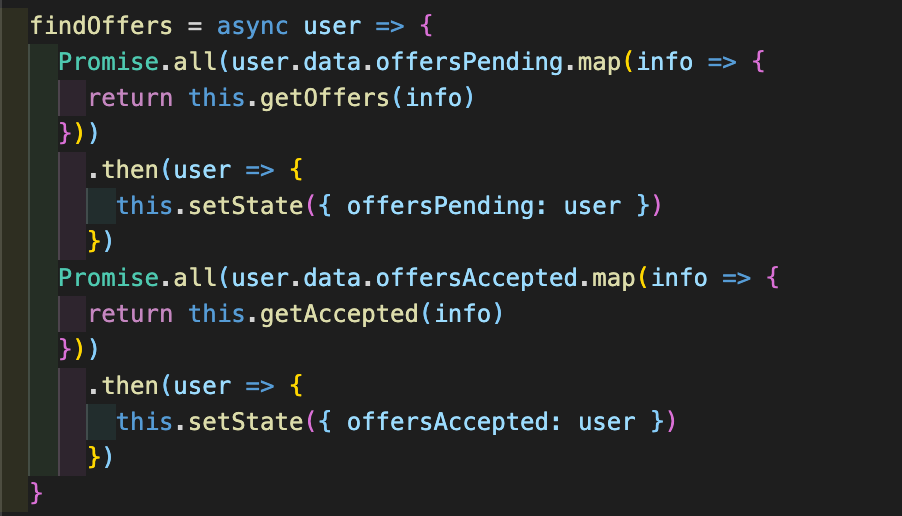 findOffers = async user => {
  Promise.all(user.data.offersPending.map(info => {
    return this.getOffers(info)
  }))
    .then(user => {
      this.setState({ offersPending: user })
    })
  Promise.all(user.data.offersAccepted.map(info => {
    return this.getAccepted(info)
  }))
    .then(user => {
      this.setState({ offersAccepted: user })
    })
}